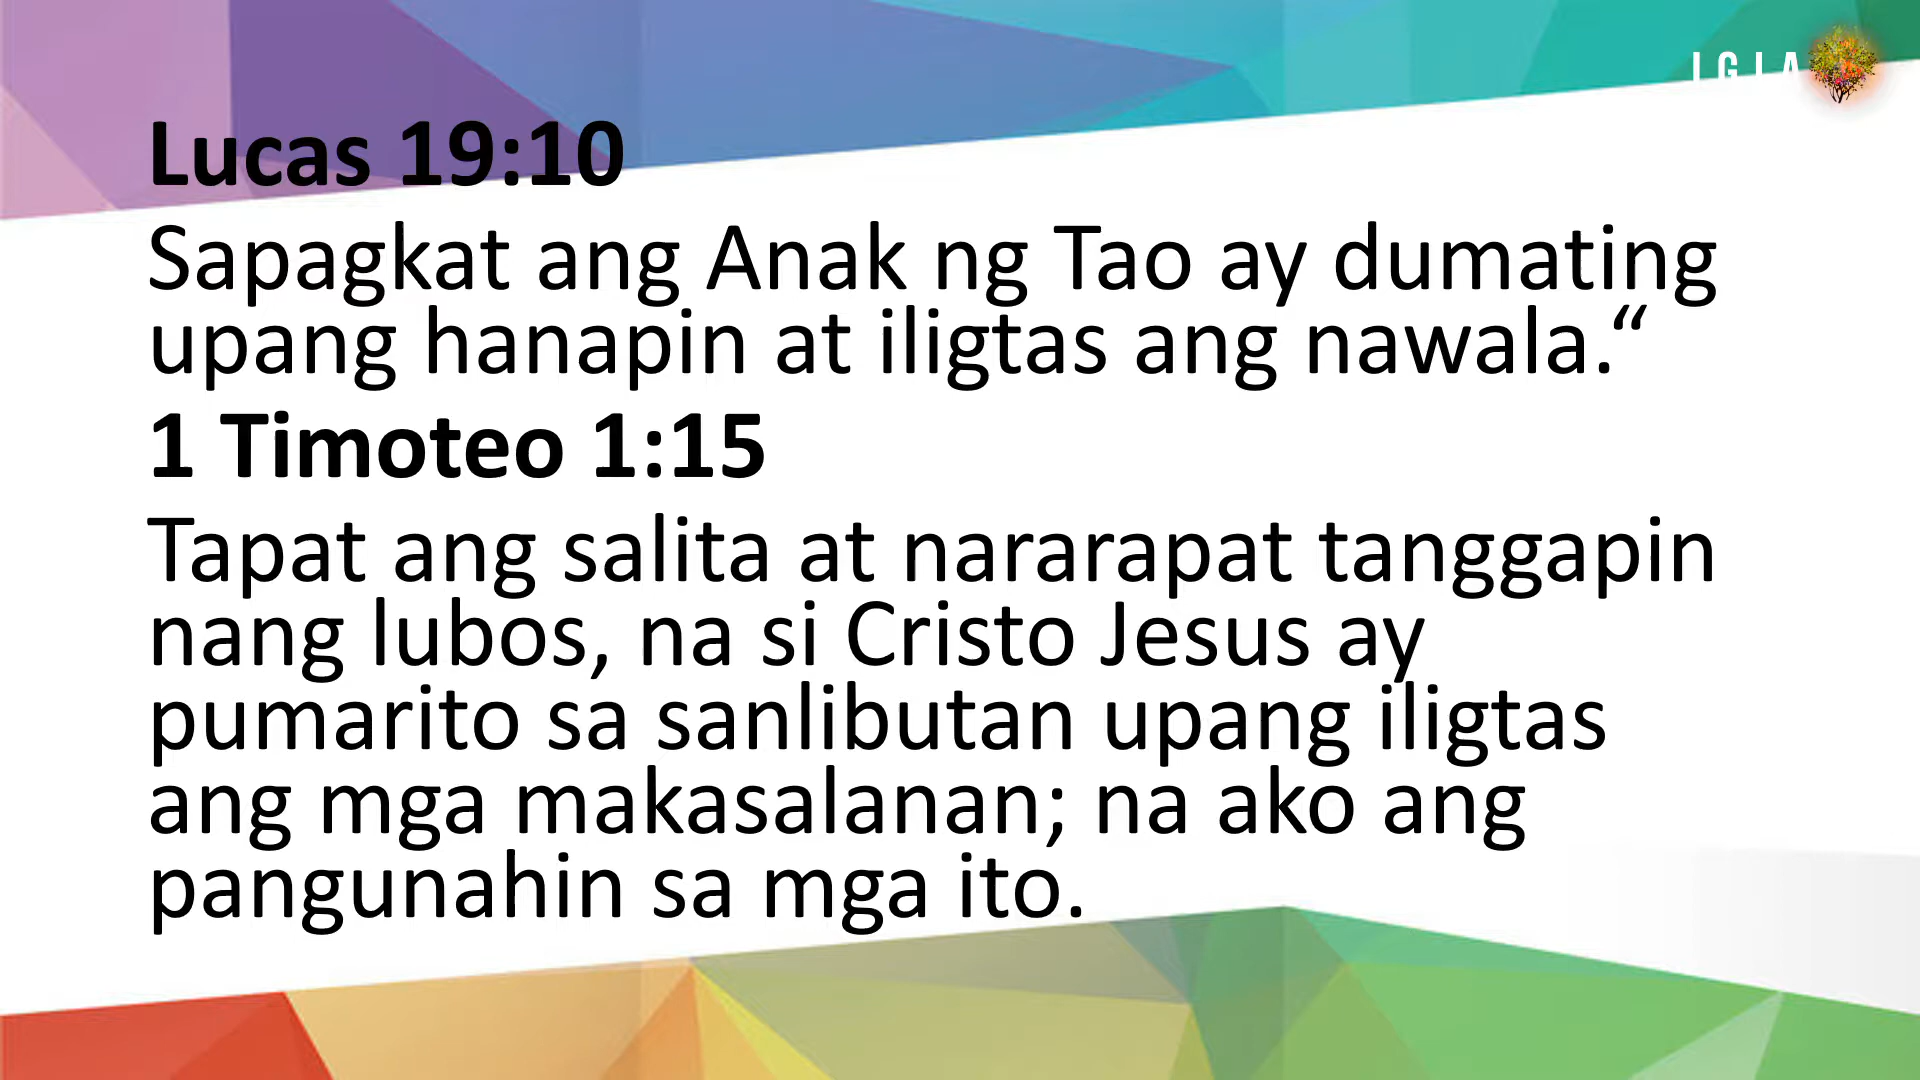 JGJA
Lucas 19:10
Sapagkat ang Anak ng Tao ay dumating
upang hanapin at iligtas ang nawala.“
1 Timoteo 1:15
Tapat ang salita at nararapat tanggapin
nang lubos, na si Cristo Jesus ay
pumarito sa sanlibutan upang iligtas
ang mga makasalanan; na ako ang
pangunahin sa mga ito.